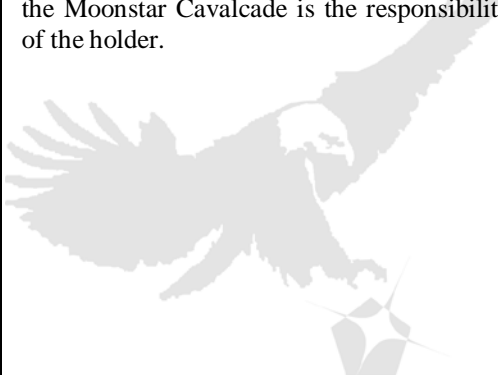 the Moonstar Cavalcade is the responsibilit
of the holder.